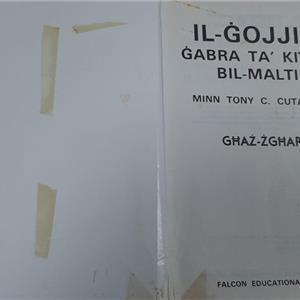 IL-ĠOJJI
ĠABRA TA' KIT
BIL-MALTI
MINN TONY C. CUTA
GĦAŻ-ŻGĦAR
FALCON EDUCATIONA